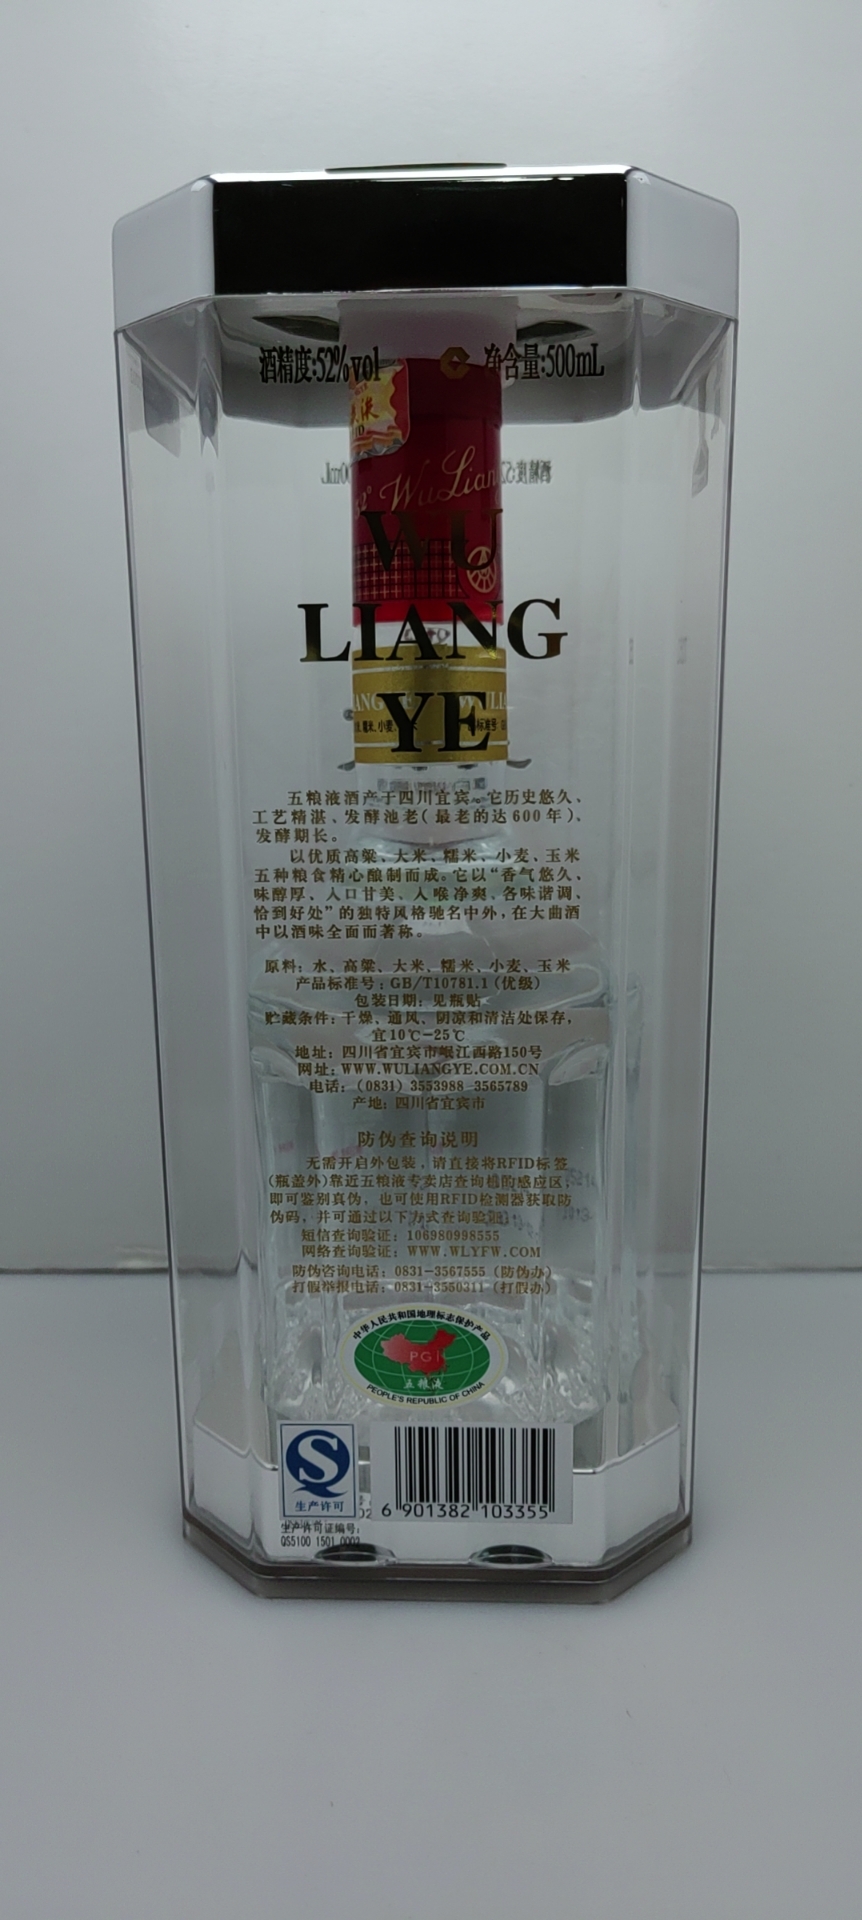 酒精度:52%vol
净含量:500mL
WuLian
WU
LIANG
YE
五粮液酒产于四川宜宾。它历史悠久、
工艺精湛、发酵池老(最老的达600年)、
发酵期长。
以优质高粱、大米、糯米、小麦、玉米
五种粮食精心酿制而成。它以“香气悠久、
味醇厚、入口甘美、入喉净爽、各味谐调、
恰到好处”的独特风格驰名中外,在大曲酒
中以酒味全面而著称。
原料:水、高粱、大米、糯米、小麦、玉米
产品标准号:GB/T10781.1(优级)
包装日期:见瓶贴
贮藏条件:干燥、通风、阴凉和清洁处保存,
宜10℃-25℃
地址:四川省宜宾市岷江西路150号
网址:WWW.WULIANGYE.COM.CN
电话:(0831) 3553988 3565789
产地:四川省宜宾市
防伪查询说明
无需开启外包装,请直接将RFID标签
(瓶盖外)靠近五粮液专卖店查询机的感应区,
即可鉴别真伪,也可使用RFID检测器获取防
伪码,并可通过以下方式查询验证:
短信查询验证:106980998555
网络查询验证:WWW.WLYFW.COM
防伪咨询电话:0831-3567555(防伪办)
打假举报电话:0831-3550311(打假办)
中华人民共和国地理标志保护产品
PGI
五粮液
PEOPLE'S REPUBLIC OF CHINA
生产许可
6 901382 103355
生产许可证编号:
QS5100 1501 0003